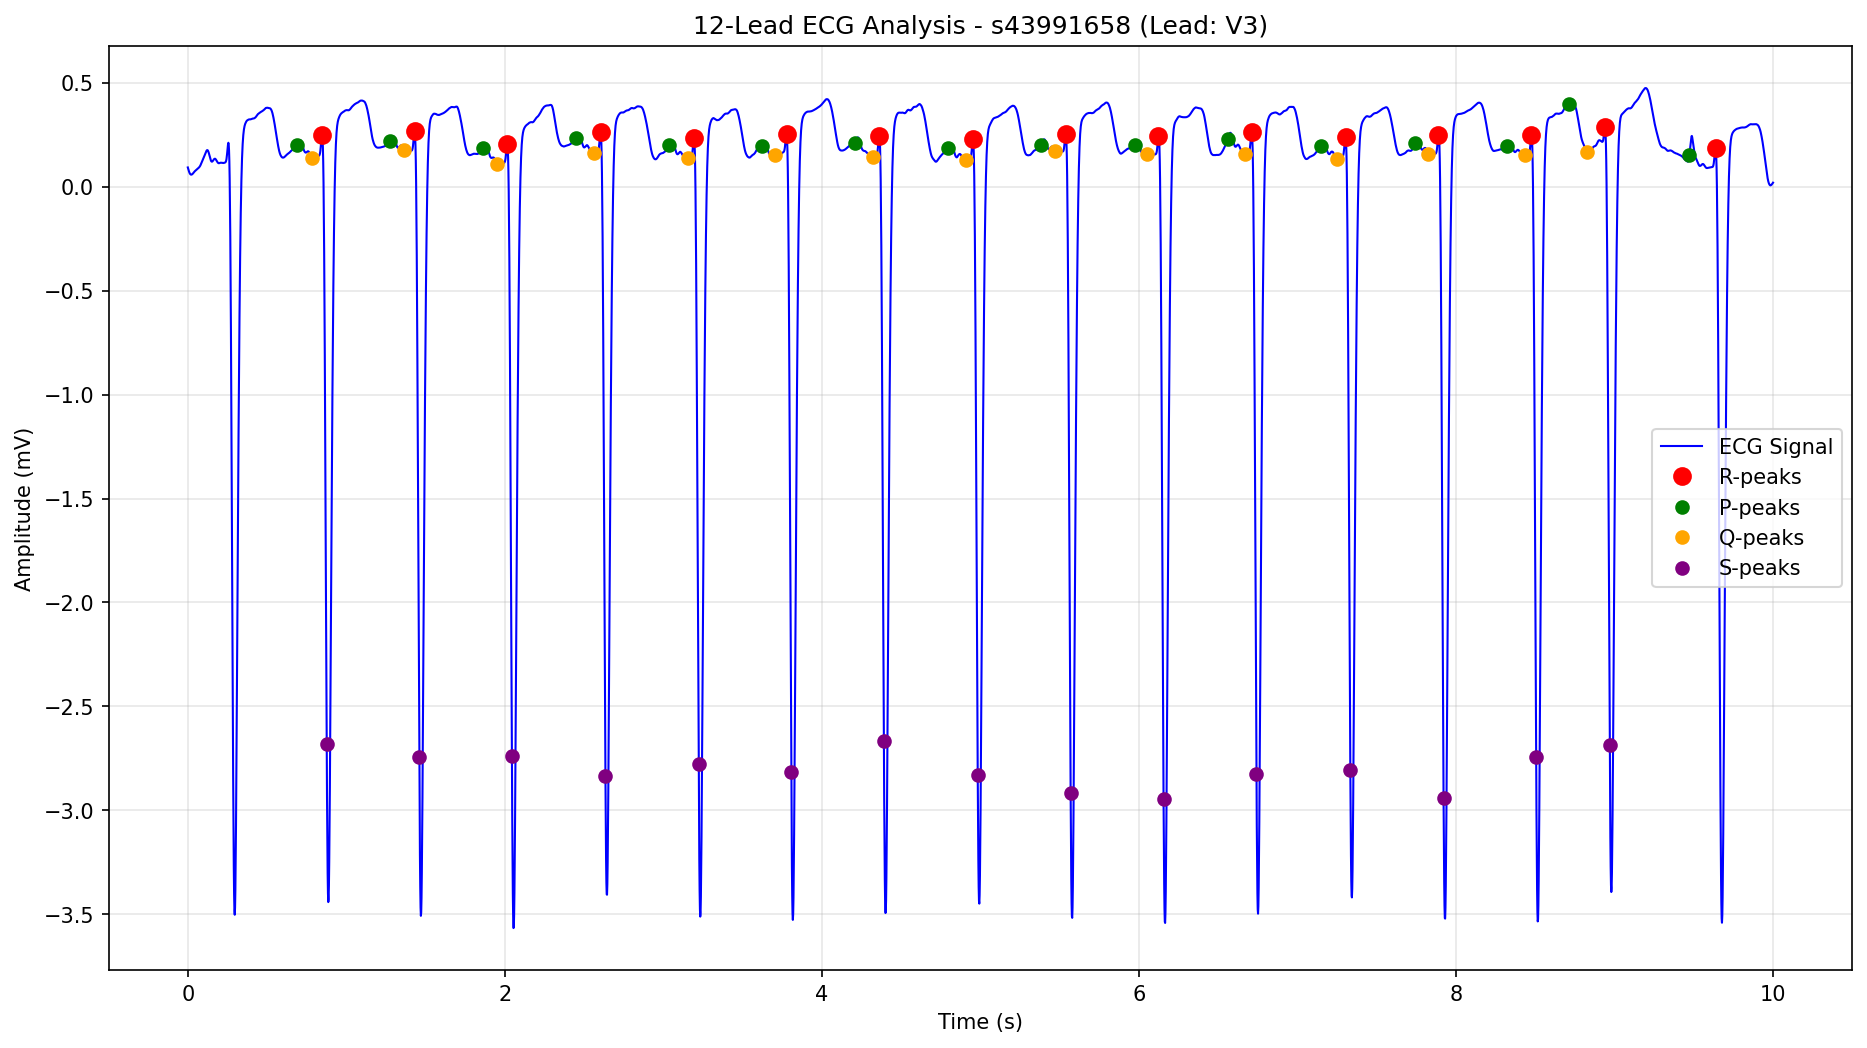 12-Lead ECG Analysis - s43991658 (Lead: V3)
0.5
0.0
−0.5
−1.0
−1.5
−2.0
−2.5
−3.0
−3.5
Amplitude (mV)
ECG Signal
R-peaks
P-peaks
Q-peaks
S-peaks
0 2 4 6 8 10
Time (s)